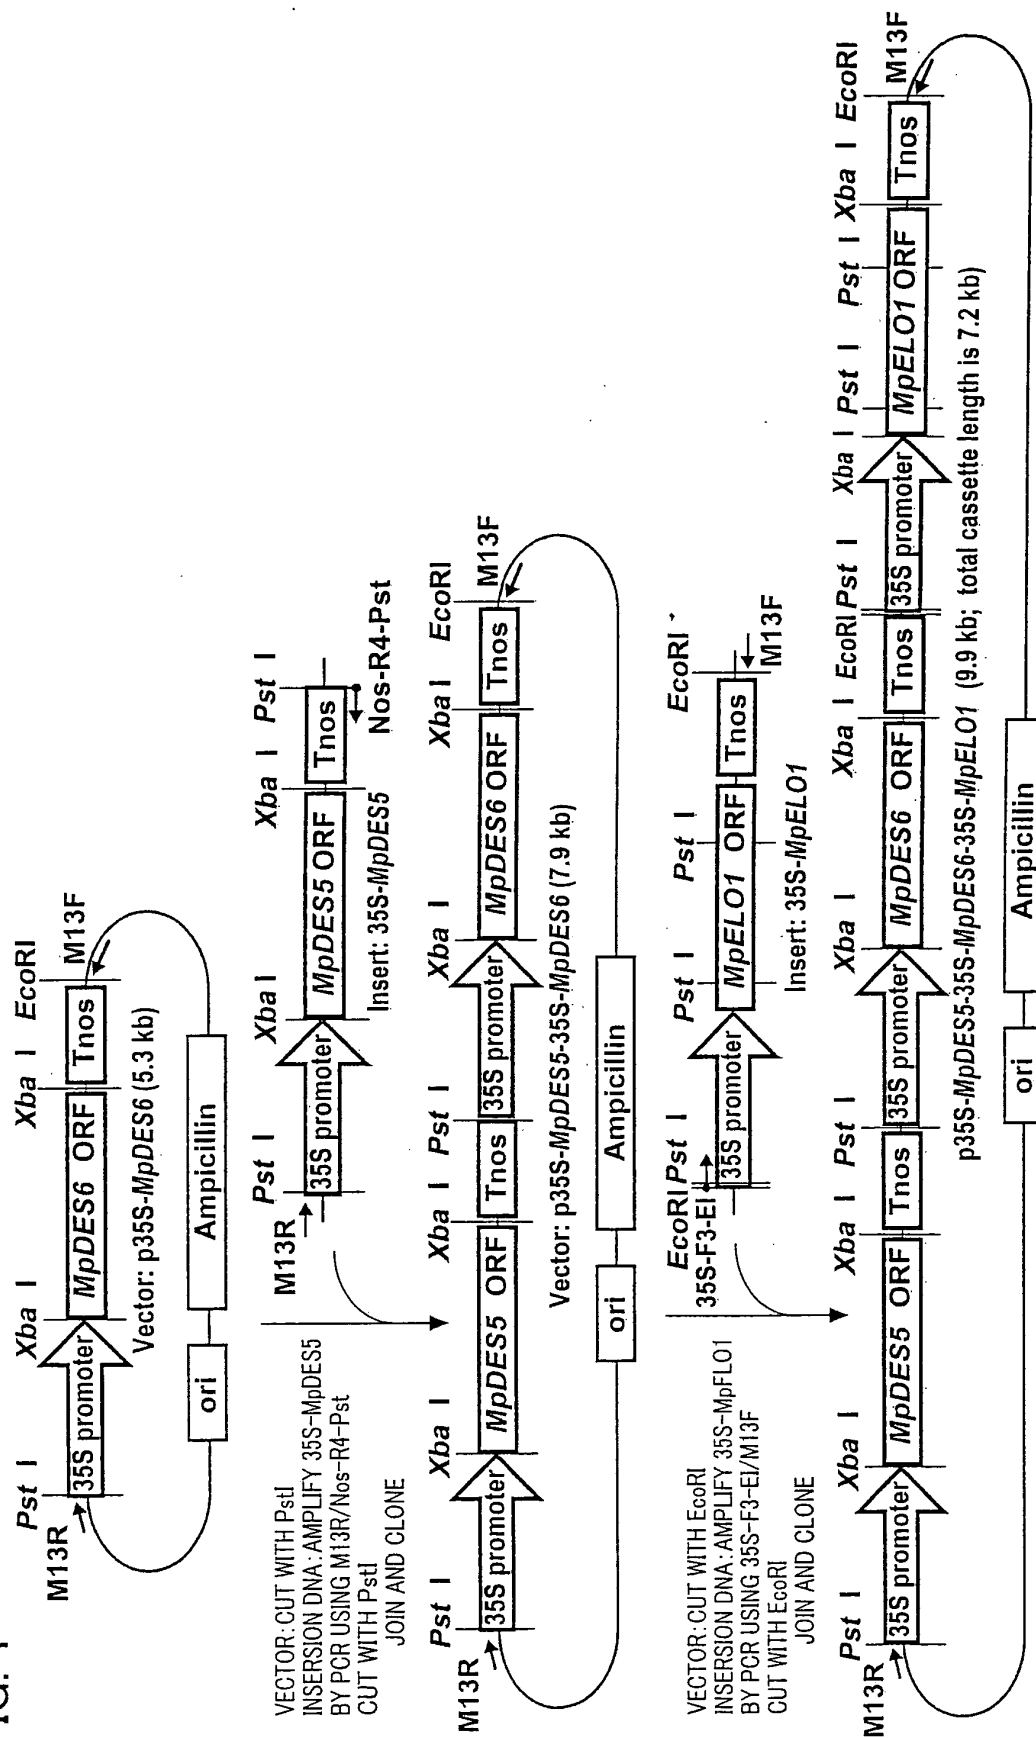 Pst I Xba I Xba I EcoRI
M13R
35S promoter MpDES6 ORF Tnos
M13F
Vector: p35S-MpDES6 (5.3 kb)
ori Ampicillin
VECTOR:CUT WITH PstI
INSERSION DNA:AMPLIFY 35S-MpDES5
BY PCR USING M13R/Nos-R4-Pst
CUT WITH PstI
JOIN AND CLONE
Pst I Xba I Xba I Pst I
M13R
35S promoter MpDES5 ORF Tnos
Nos-R4-Pst
Insert: 35S-MpDES5
Pst I Xba I Xba I Pst I Xba I Xba I EcoRI
M13R
35S promoter MpDES5 ORF Tnos 35S promoter MpDES6 ORF Tnos
M13F
Vector: p35S-MpDES5-35S-MpDES6 (7.9 kb)
ori Ampicillin
VECTOR:CUT WITH EcoRI
INSERSION DNA:AMPLIFY 35S-MpFLO1
BY PCR USING 35S-F3-EI/M13F
CUT WITH EcoRI
JOIN AND CLONE
EcoRI Pst I Pst I Pst I EcoRI
35S-F3-EI
35S promoter MpELO1 ORF Tnos
M13F
Insert: 35S-MpELO1
Pst I Xba I Xba I Pst I Xba I Xba I EcoRI Pst I Xba I Pst I Pst I Xba I EcoRI
M13R
35S promoter MpDES5 ORF Tnos 35S promoter MpDES6 ORF Tnos 35S promoter MpELO1 ORF Tnos
M13F
p35S-MpDES5-35S-MpDES6-35S-MpELO1 (9.9 kb; total cassette length is 7.2 kb)
ori Ampicillin